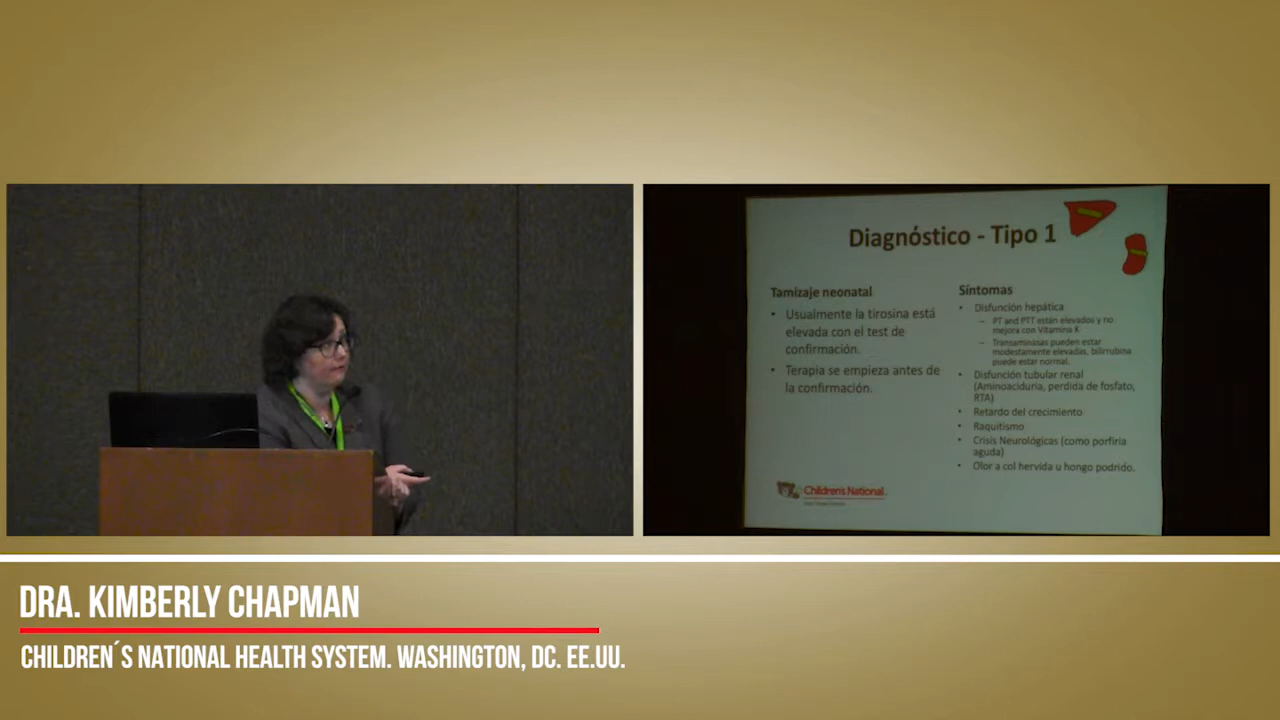 Diagnóstico - Tipo 1
Tamizaje neonatal
• Usualmente la tirosina está
elevada con el test de
confirmación.
• Terapia se empieza antes de
la confirmación.
Síntomas
• Disfunción hepática
– PT and PTT están elevados y no
mejora con Vitamina K
– Transaminasas pueden estar
modestamente elevadas, bilirrubina
puede estar normal.
• Disfunción tubular renal
(Aminoaciduria, perdida de fosfato,
RTA)
• Retardo del crecimiento
• Raquitismo
• Crisis Neurológicas (como porfiria
aguda)
• Olor a col hervida u hongo podrido.
Children's National
DRA. KIMBERLY CHAPMAN
CHILDREN´S NATIONAL HEALTH SYSTEM. WASHINGTON, DC. EE.UU.